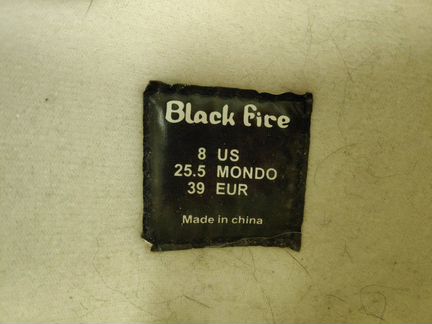 Black Fire
8 US
25.5 MONDO
39 EUR
Made in china